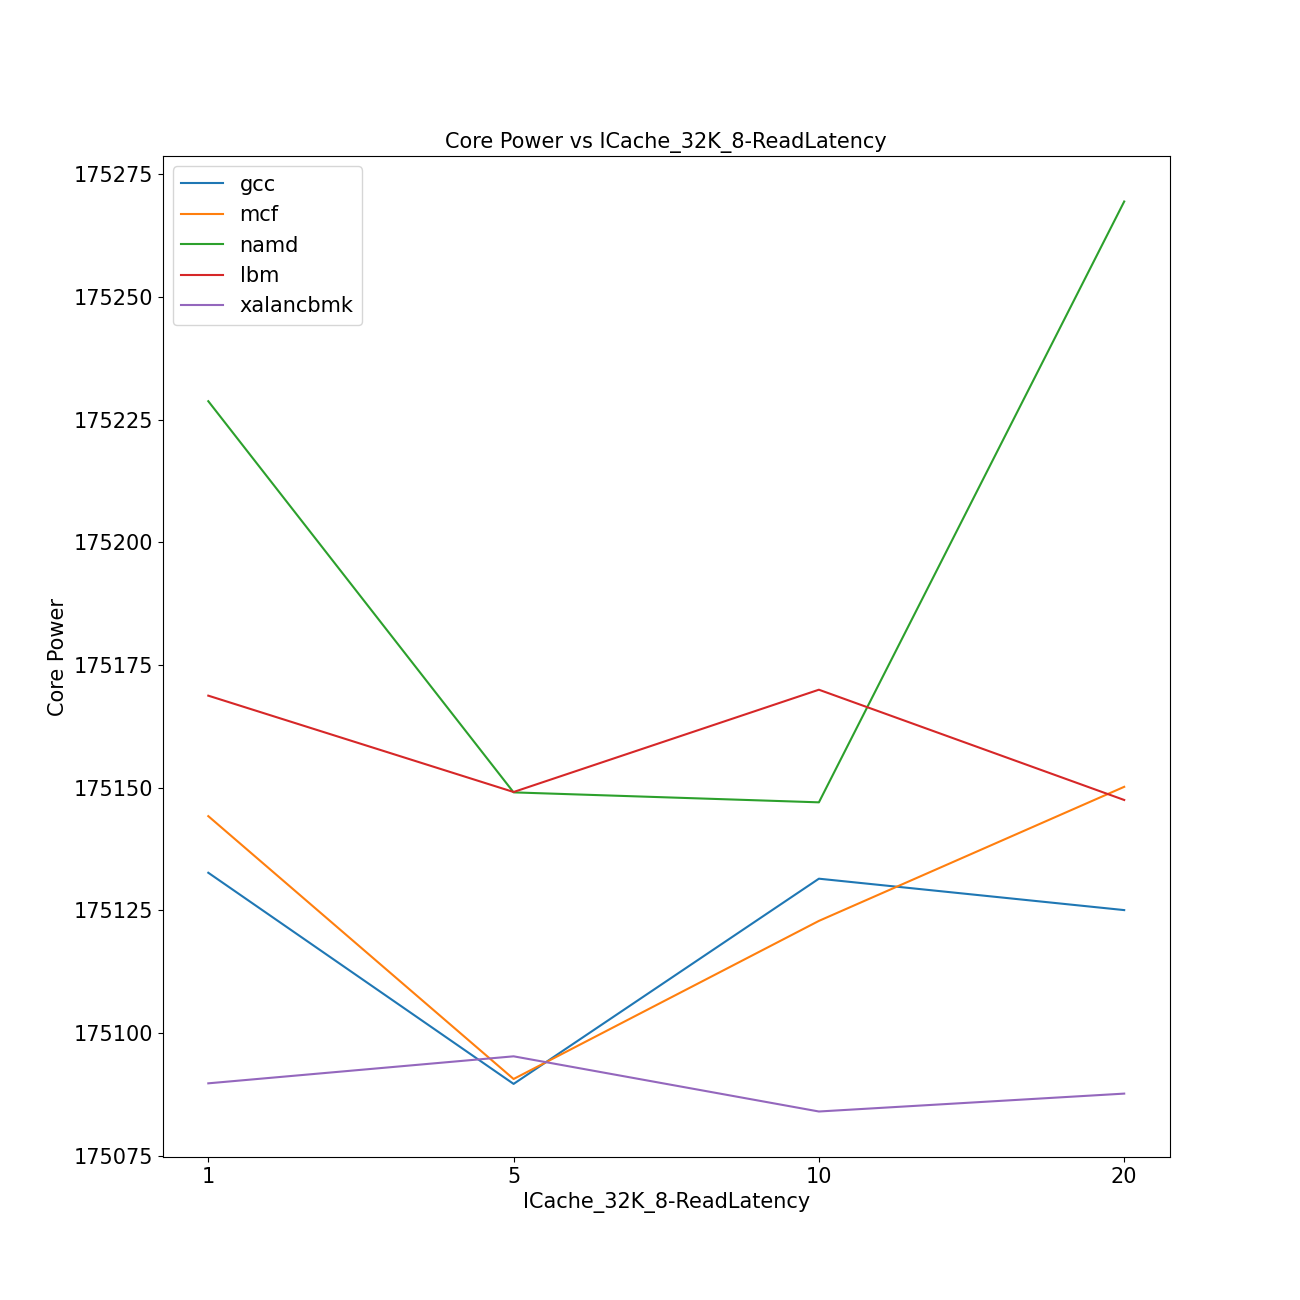 Core Power vs ICache_32K_8-ReadLatency
175275
175250
175225
175200
175175
175150
175125
175100
175075
Core Power
gcc
mcf
namd
lbm
xalancbmk
1 5 10 20
ICache_32K_8-ReadLatency